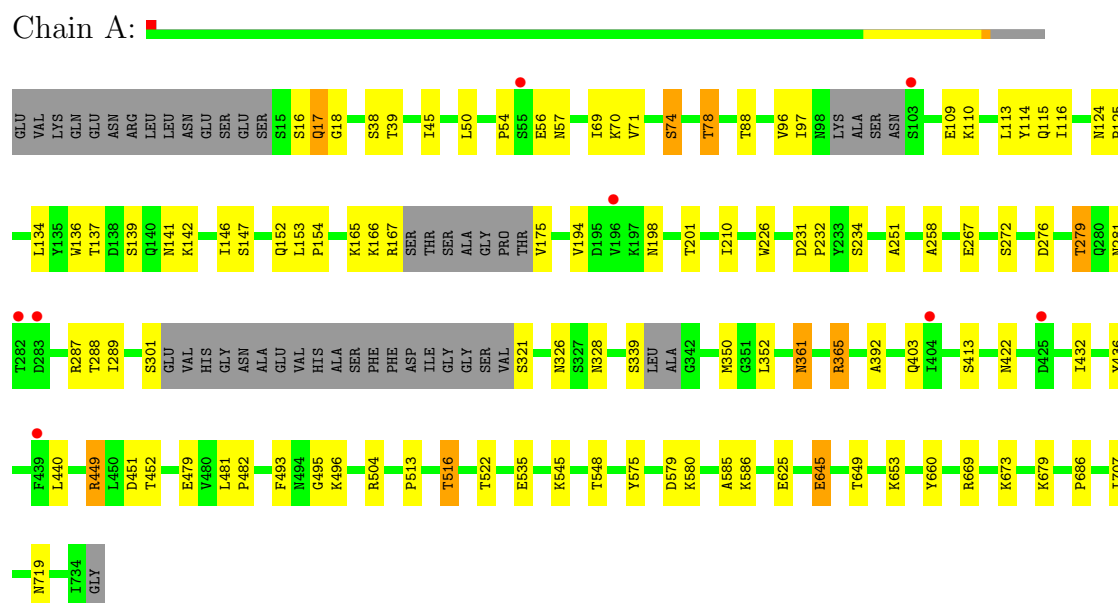 Chain A:
GLU VAL LYS GLN GLU ASN ARG LEU LEU ASN GLU SER GLU SER S15 S16 Q17 G18 S38 T39 I45 L50 P54 S55 E56 N57 I69 K70 V71 S74 T78 T88 V96 I97 N98 LYS ALA SER ASN S103 E109 K110 L113 Y114 Q115 I116 N124
L134 Y135 W136 T137 D138 S139 Q140 N141 K142 I146 S147 Q152 L153 P154 K165 K166 R167 SER THR SER ALA GLY PRO THR V175 V194 D195 V196 K197 N198 T201 I210 W226 D231 P232 Y233 S234 A251 A258 E267 S272 D276 T279 Q280 N281
T282 D283 R287 T288 I289 S301 GLU VAL HIS GLY ASN ALA GLU VAL HIS ALA SER PHE PHE ASP ILE GLY GLY SER VAL S321 N326 S327 N328 S339 LEU ALA G342 M350 G351 L352 N361 R365 A392 Q403 I404 S413 N422 D425 I432
F439 L440 R449 L450 D451 T452 E479 V480 L481 P482 F493 N494 G495 K496 R504 P513 T516 T522 E535 K545 T548 Y575 D579 K580 A585 K586 E625 E645 T649 K653 Y660 R669 K673 K679 P686 I707
N719 I734 GLY